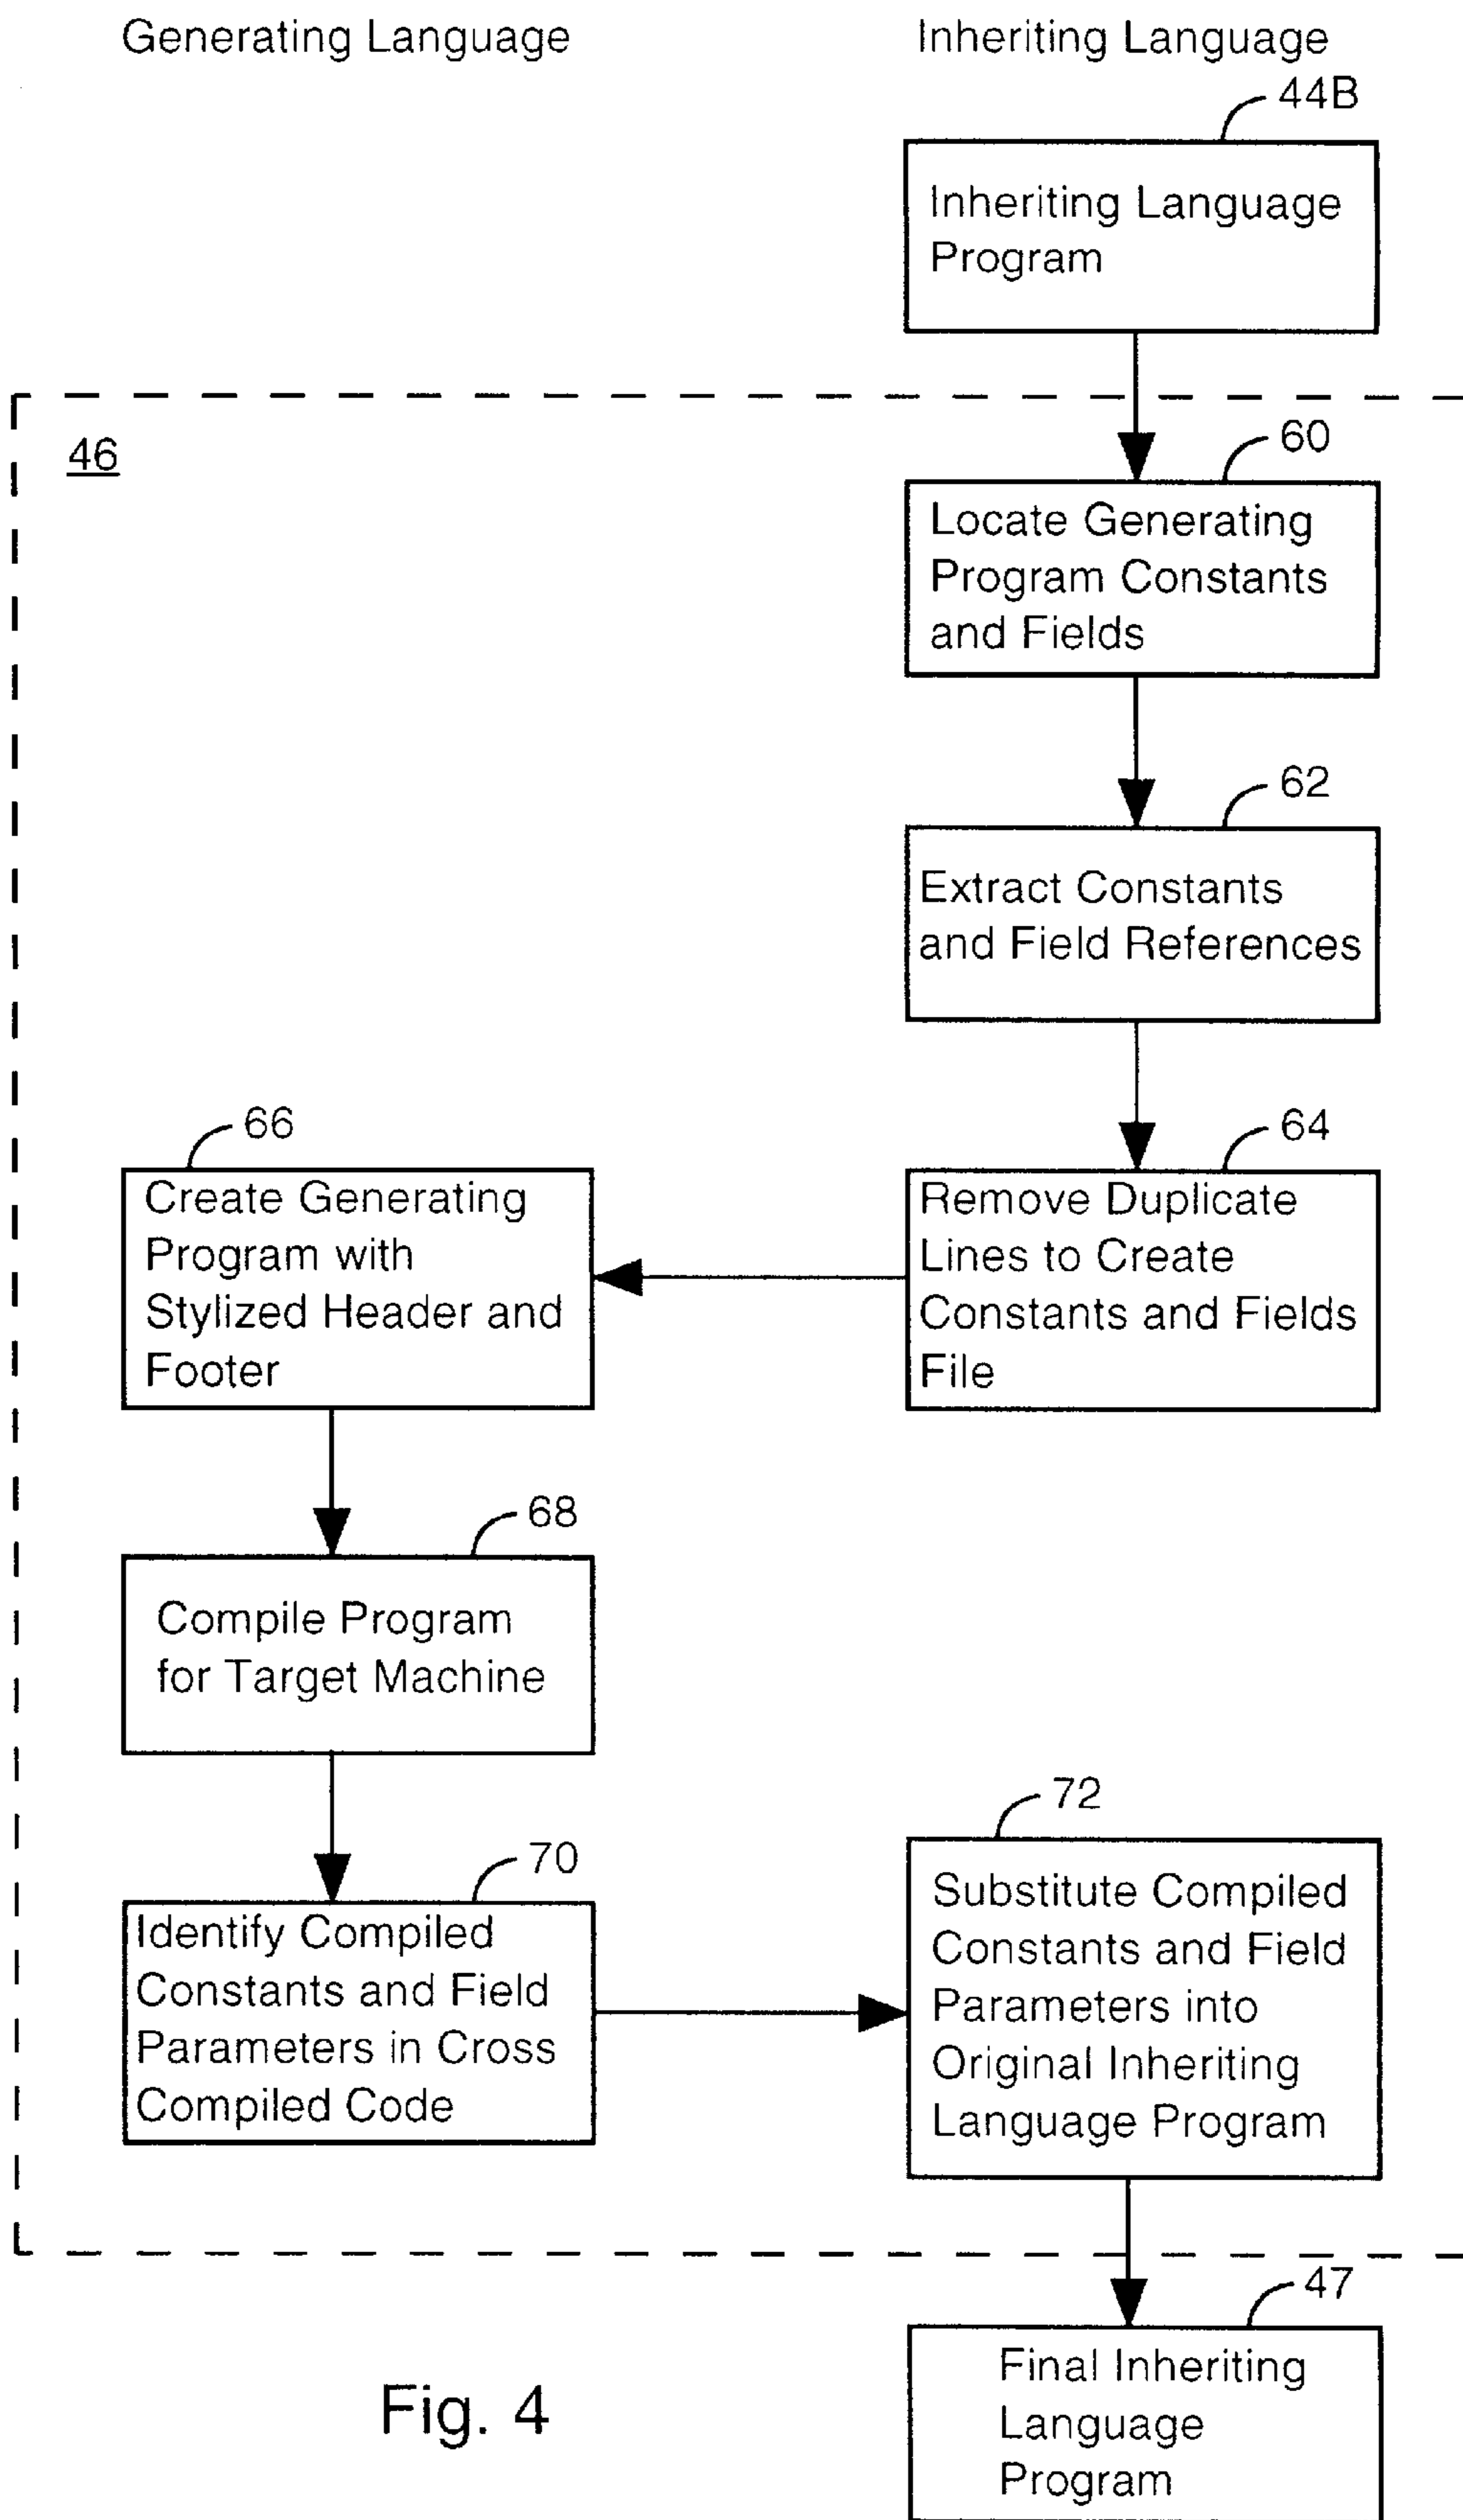 Generating Language
Inheriting Language
44B
Inheriting Language
Program
46
60
Locate Generating
Program Constants
and Fields
62
Extract Constants
and Field References
64
Remove Duplicate
Lines to Create
Constants and Fields
File
66
Create Generating
Program with
Stylized Header and
Footer
68
Compile Program
for Target Machine
70
Identify Compiled
Constants and Field
Parameters in Cross
Compiled Code
72
Substitute Compiled
Constants and Field
Parameters into
Original Inheriting
Language Program
47
Final Inheriting
Language
Program
Fig. 4